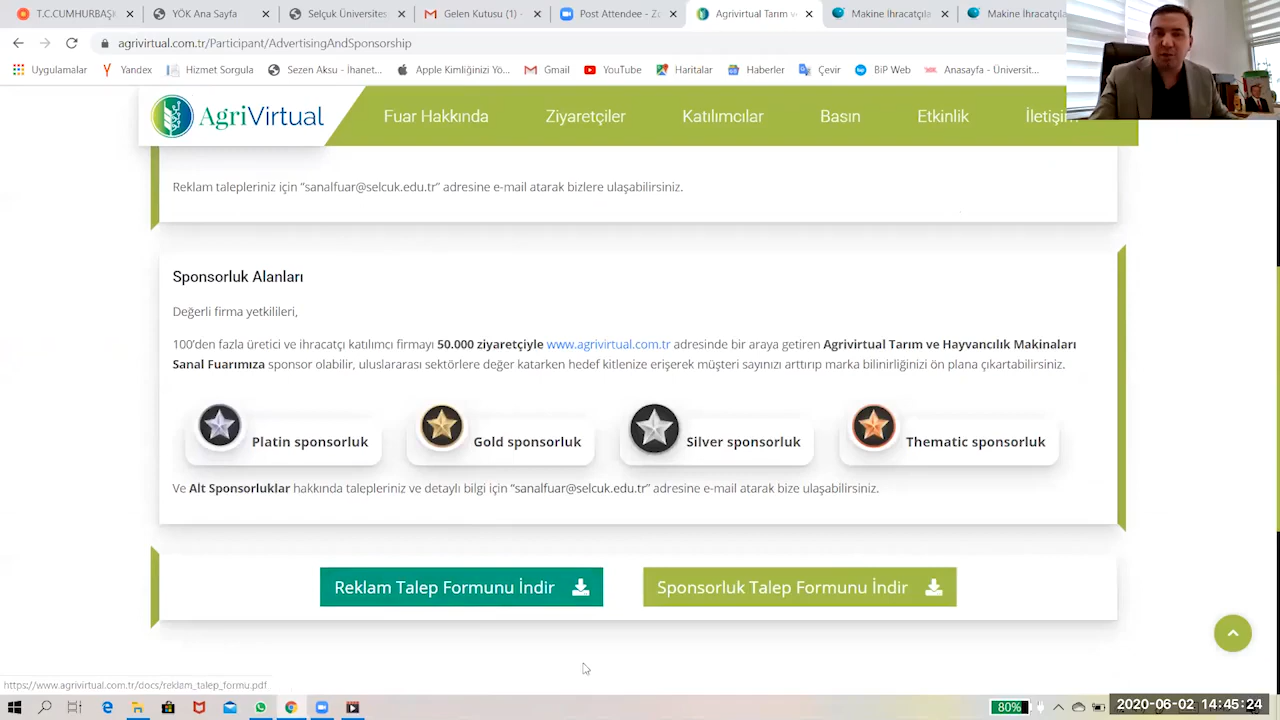 T.C.CUMHURBAŞK
YÖK Ana Sayfa
Selçuk Üniversitesi
Gelen Kutusu (1)
Post Attendee - Zo
Agrivirtual Tarım ve
Makine İhracatçıla
Makine İhracatçıla
agrivirtual.com.tr/Participant/AdvertisingAndSponsorship
Uygulamalar
Yandex
Hizmet Sorgula
Sezen Aksu - İhanet...
Apple Kimliğinizi Yö...
Gmail
YouTube
Haritalar
Haberler
Çevir
BiP Web
Anasayfa - Üniversit...
AgriVirtual
Fuar Hakkında
Ziyaretçiler
Katılımcılar
Basın
Etkinlik
İletişim
Reklam talepleriniz için “sanalfuar@selcuk.edu.tr” adresine e-mail atarak bizlere ulaşabilirsiniz.
Sponsorluk Alanları
Değerli firma yetkilileri,
100’den fazla üretici ve ihracatçı katılımcı firmayı 50.000 ziyaretçiyle www.agrivirtual.com.tr adresinde bir araya getiren Agrivirtual Tarım ve Hayvancılık Makinaları
Sanal Fuarımıza sponsor olabilir, uluslararası sektörlere değer katarken hedef kitlenize erişerek müşteri sayınızı arttırıp marka bilinirliğinizi ön plana çıkartabilirsiniz.
Platin sponsorluk
Gold sponsorluk
Silver sponsorluk
Thematic sponsorluk
Ve Alt Sponsorluklar hakkında talepleriniz ve detaylı bilgi için “sanalfuar@selcuk.edu.tr” adresine e-mail atarak bize ulaşabilirsiniz.
Reklam Talep Formunu İndir
Sponsorluk Talep Formunu İndir
https://www.agrivirtual.com.tr/docs/reklam_talep_formu.pdf
80%
2020-06-02 14:45:24